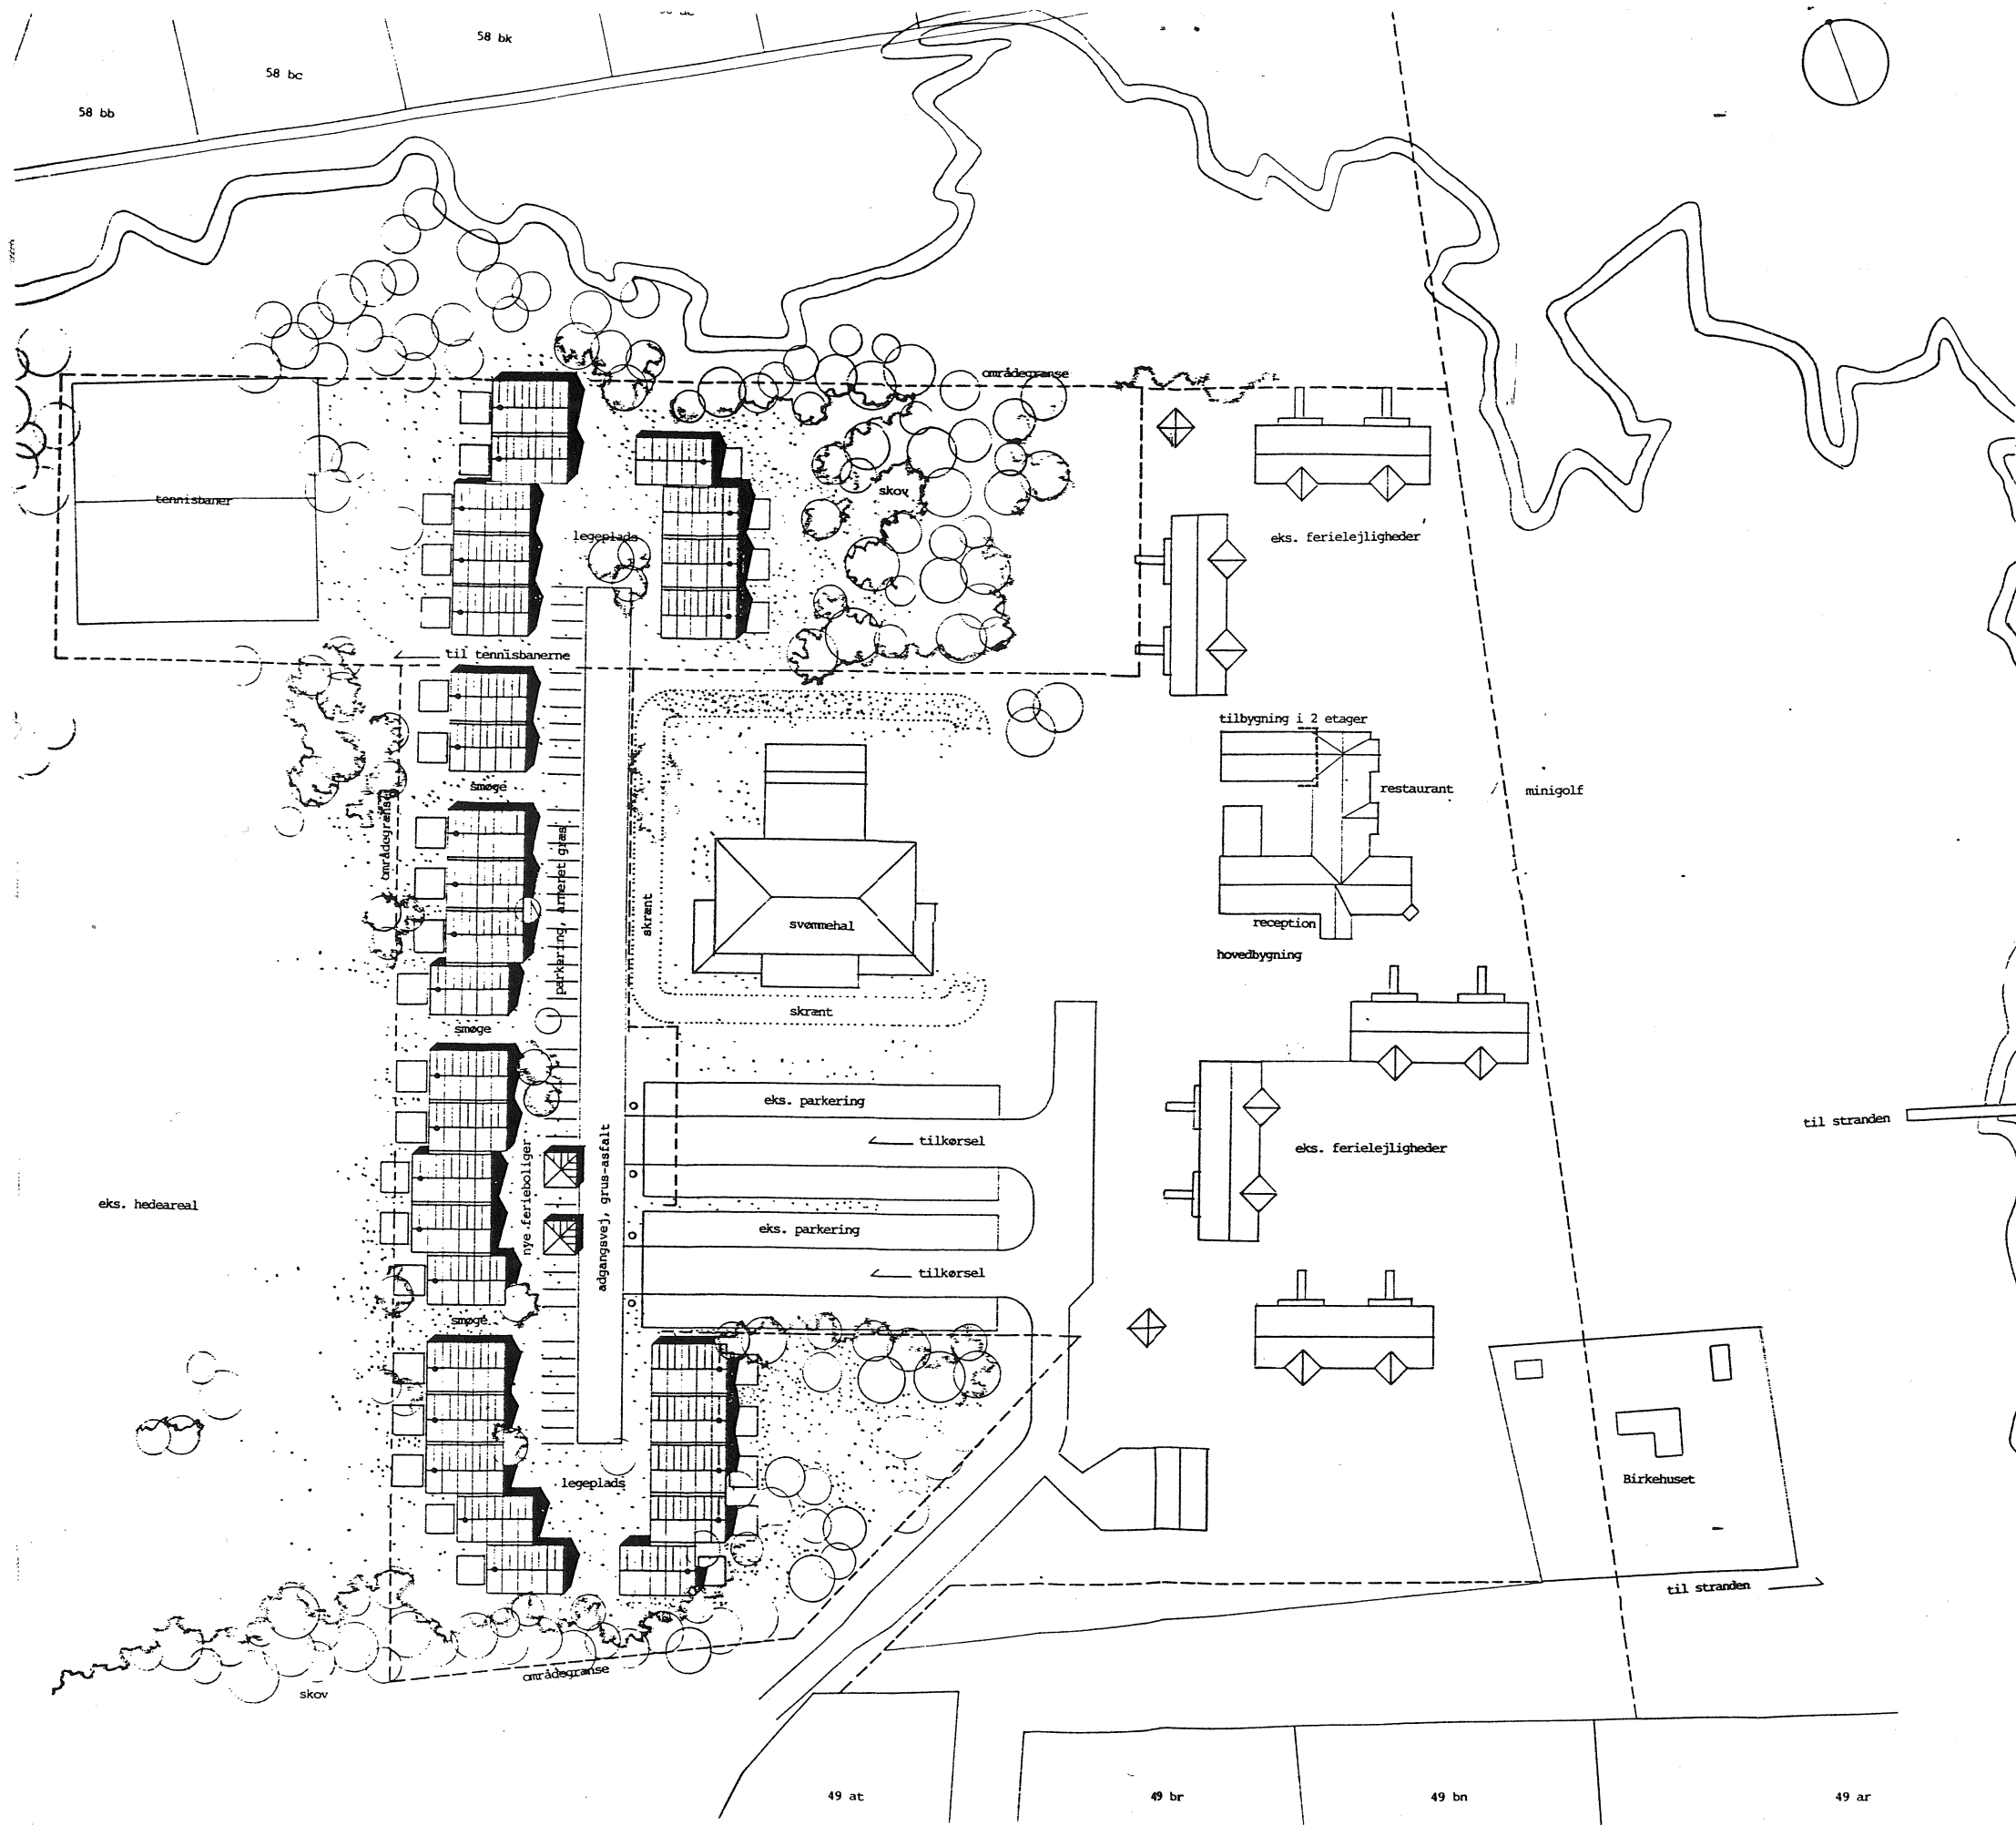 58 bk
58 bc
58 bb
områdegrænse
skov
tennisbaner
legeplads
eks. ferielejligheder
til tennisbanerne
tilbygning i 2 etager
smøge
restaurant
minigolf
områdegrænse
parkering, armeret græs
skrænt
svømmehal
reception
hovedbygning
skrænt
smøge
eks. parkering
til stranden
tilkørsel
eks. ferielejligheder
nye ferieboliger
adgangsvej, grus-asfalt
eks. hedeareal
eks. parkering
tilkørsel
smøge
legeplads
Birkehuset
til stranden
områdegrænse
skov
49 at
49 br
49 bn
49 ar